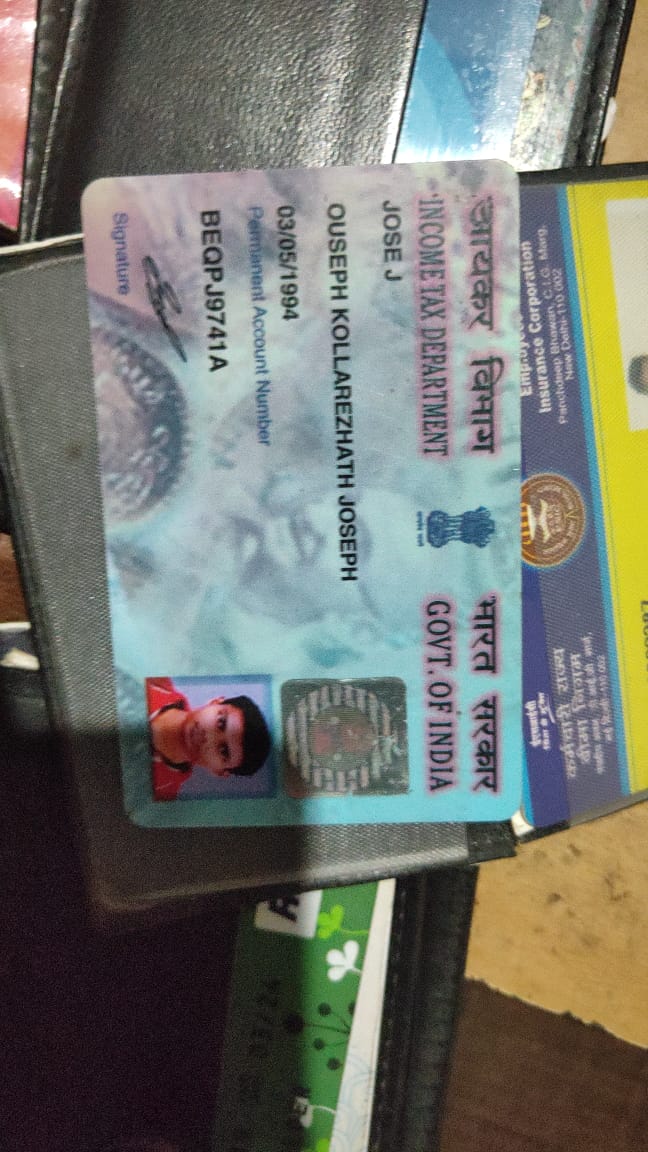 Employees
Insurance Corporation
Panchdeep Bhawan, C.I.G. Marg,
New Delhi-110 002
आयकर विभाग
भारत सरकार
INCOME TAX DEPARTMENT
GOVT. OF INDIA
JOSE J
OUSEPH KOLLAREZHATH JOSEPH
03/05/1994
Permanent Account Number
BEQPJ9741A
Signature